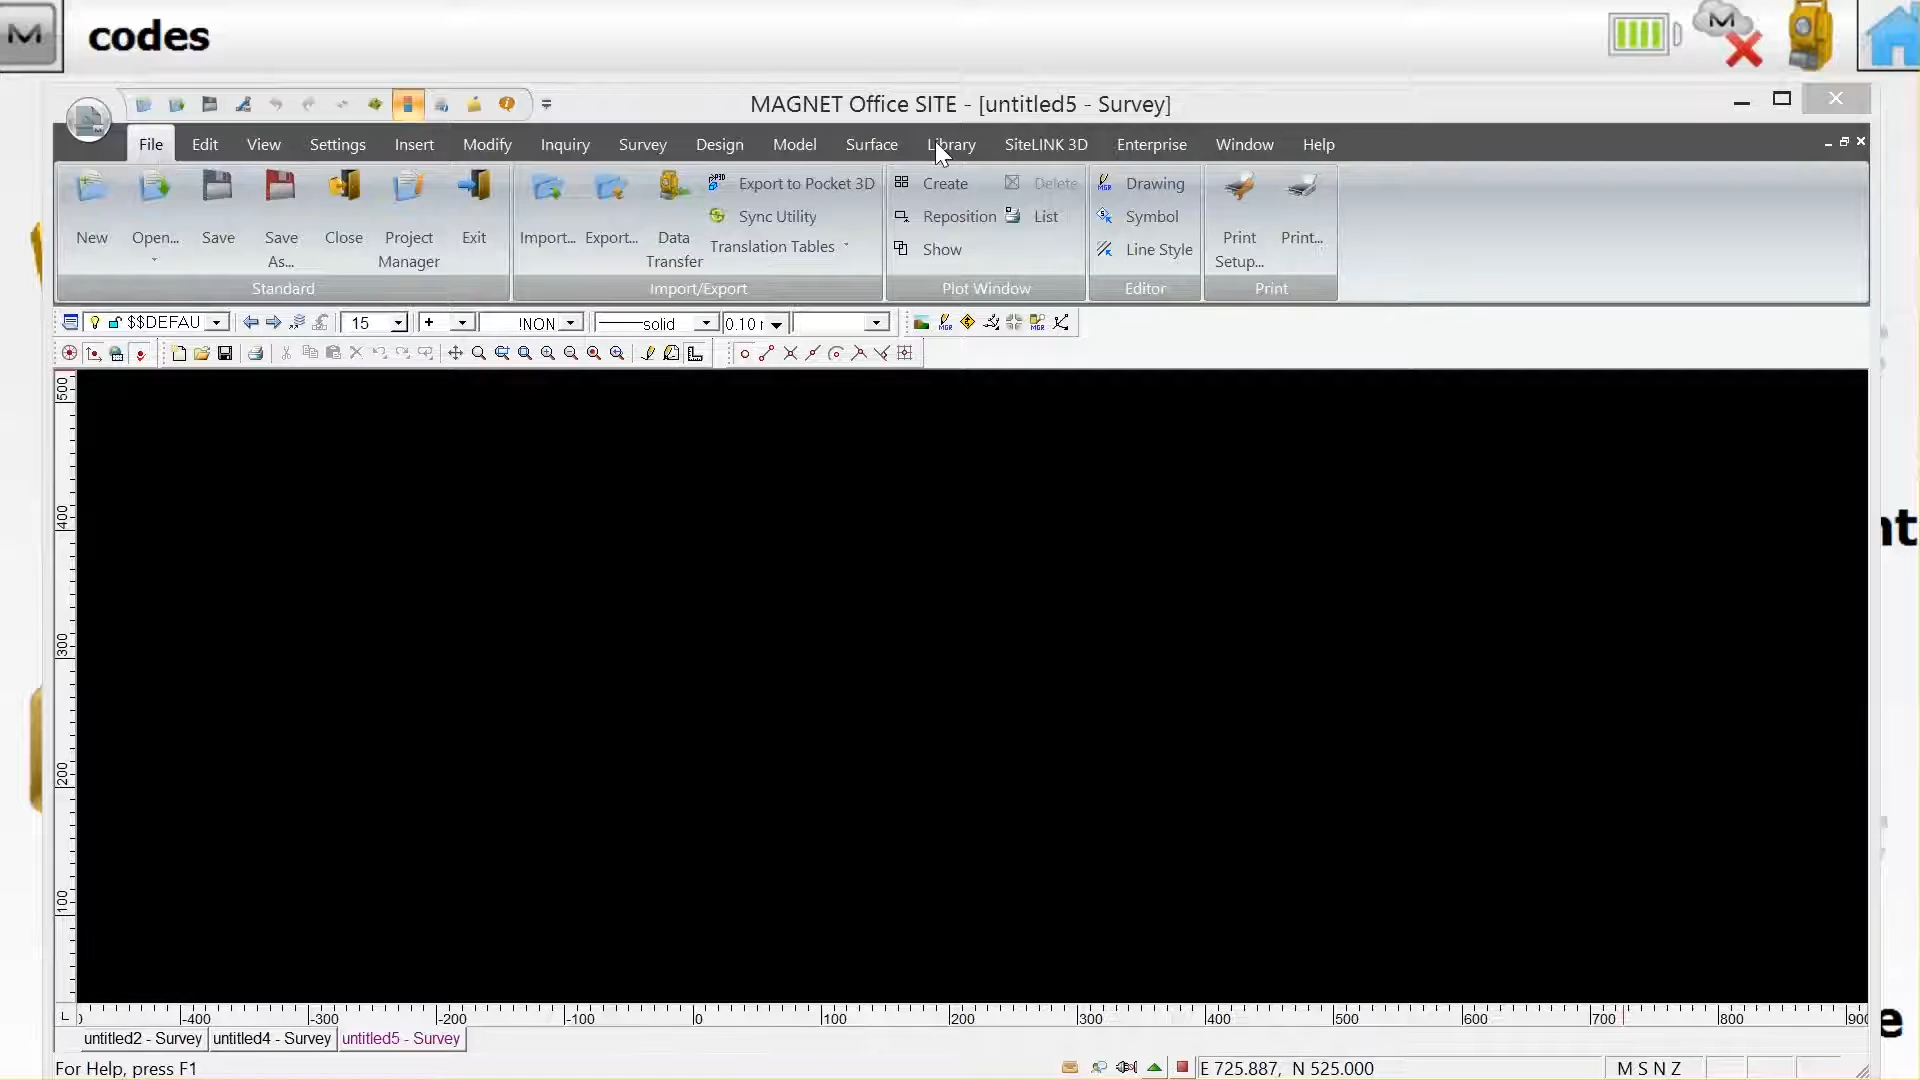 codes
MAGNET Office SITE - [untitled5 - Survey]
File Edit View Settings Insert Modify Inquiry Survey Design Model Surface Library SiteLINK 3D Enterprise Window Help
New Open... Save Save As... Close Project Manager Exit
Standard
Import... Export... Data Transfer
Export to Pocket 3D
Sync Utility
Translation Tables
Import/Export
Create Delete
Reposition List
Show
Plot Window
Drawing
Symbol
Line Style
Editor
Print Setup... Print...
Print
$$DEFAU 15 + !NON solid 0.10
500
400
300
200
100
-400 -300 -200 -100 0 100 200 300 400 500 600 700 800 900
untitled2 - Survey untitled4 - Survey untitled5 - Survey
For Help, press F1
E 725.887, N 525.000
M S N Z
nt
e